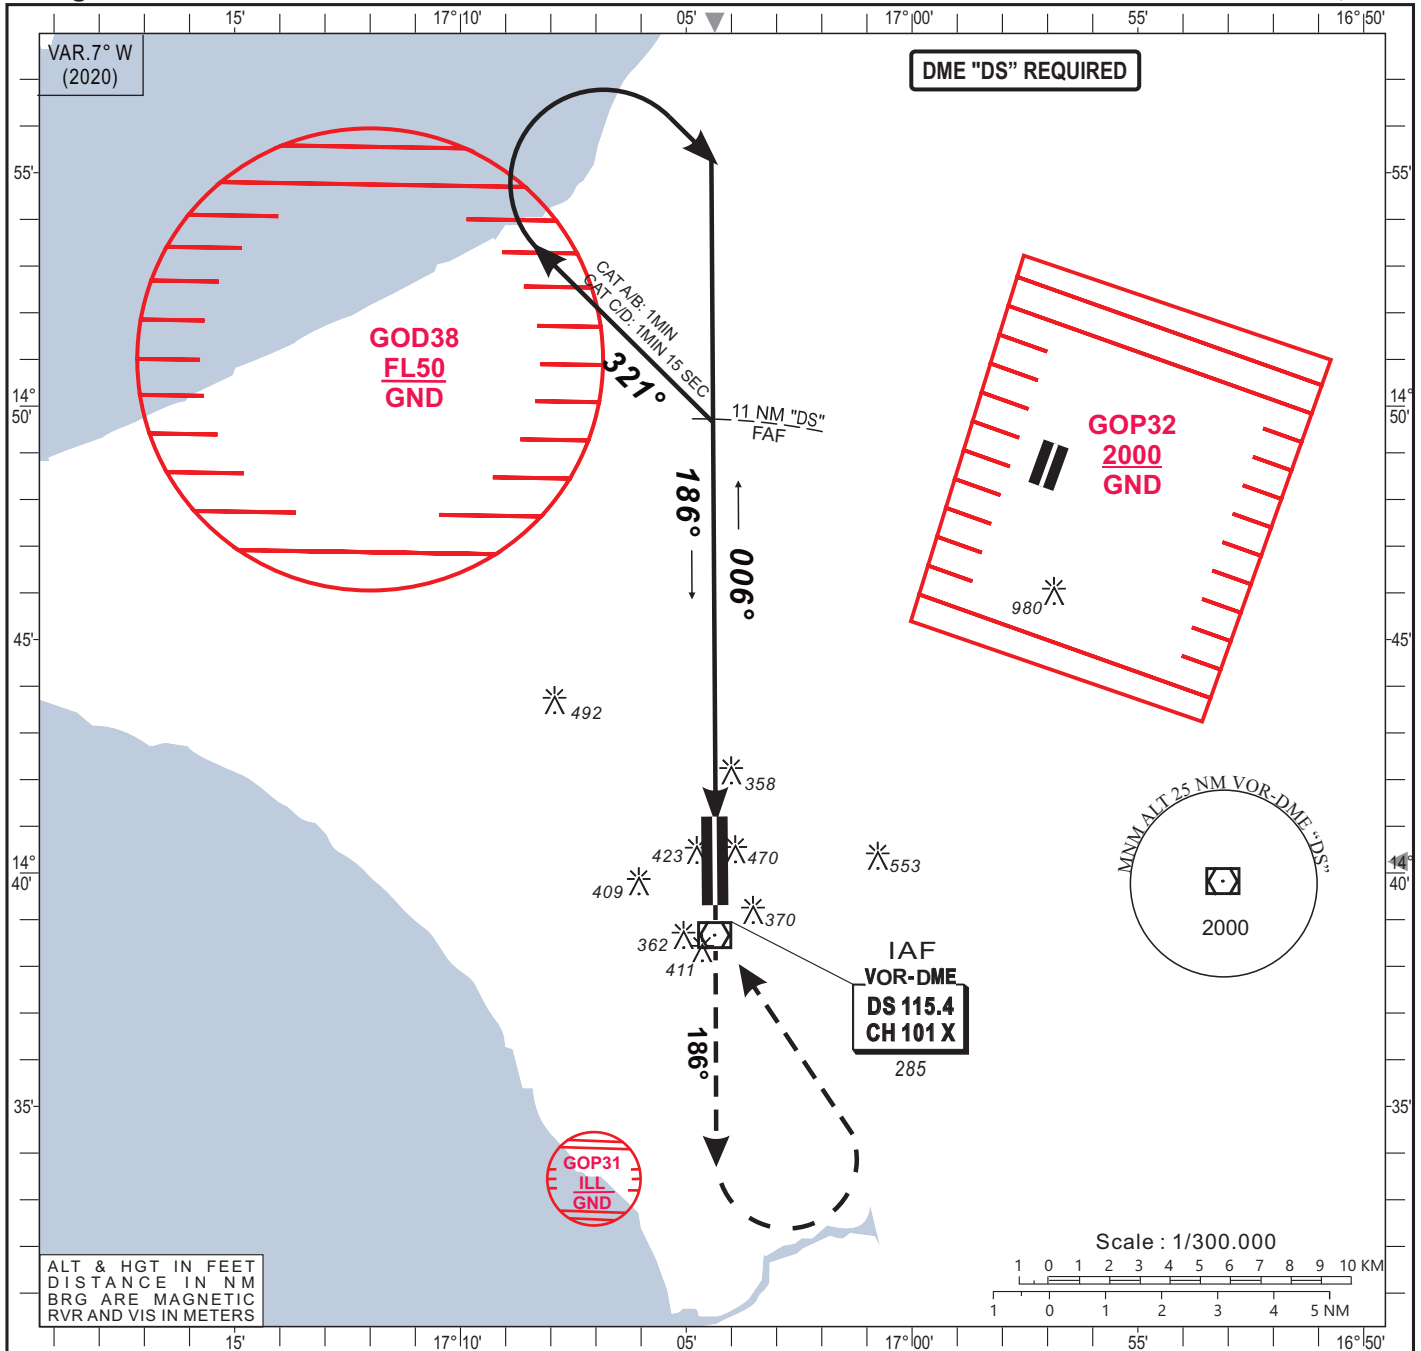 15'
17°10'
05'
17°00'
55'
16°50'
VAR.7° W
(2020)
DME "DS” REQUIRED
55'
55'
CAT A/B: 1MIN
CAT C/D: 1MIN 15 SEC
321°
GOD38
FL50
GND
14°
50'
14°
50'
11 NM "DS"
FAF
GOP32
2000
GND
186°
006°
980
45'
45'
492
358
MNM ALT 25 NM VOR-DME “DS”
2000
423
470
553
14°
40'
14°
40'
409
370
362
411
IAF
VOR-DME
DS 115.4
CH 101 X
285
186°
35'
35'
GOP31
ILL
GND
ALT & HGT IN FEET
DISTANCE IN NM
BRG ARE MAGNETIC
RVR AND VIS IN METERS
Scale : 1/300.000
1 0 1 2 3 4 5 6 7 8 9 10 KM
1 0 1 2 3 4 5 NM
15'
17°10'
05'
17°00'
55'
16°50'